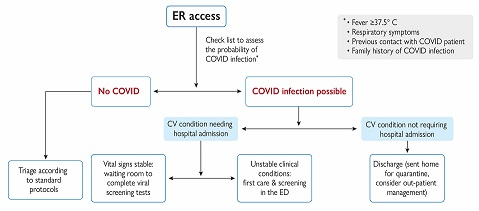 ER access
Check list to assess
the probability of
COVID infection*
* • Fever ≥37.5° C
• Respiratory symptoms
• Previous contact with COVID patient
• Family history of COVID infection
No COVID
COVID infection possible
CV condition needing
hospital admission
CV condition not requiring
hospital admission
Triage according
to standard
protocols
Vital signs stable:
waiting room to
complete viral
screening tests
Unstable clinical
conditions:
first care & screening
in the ED
Discharge (sent home
for quarantine,
consider out-patient
management)